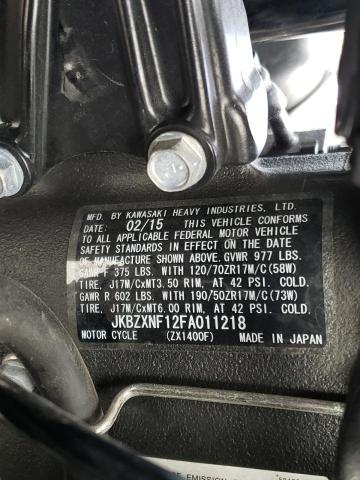 MFD. BY KAWASAKI HEAVY INDUSTRIES, LTD.
DATE: 02/15 THIS VEHICLE CONFORMS
TO ALL APPLICABLE FEDERAL MOTOR VEHICLE
SAFETY STANDARDS IN EFFECT ON THE DATE
OF MANUFACTURE SHOWN ABOVE. GVWR 977 LBS.
GAWR F 375 LBS. WITH 120/70ZR17M/C (58W)
TIRE, J17M/CxMT3.50 RIM, AT 42 PSI. COLD
GAWR R 602 LBS. WITH 190/50ZR17M/C (73W)
TIRE, J17M/CxMT6.00 RIM, AT 42 PSI. COLD
JKBZXNF12FA011218
MOTOR CYCLE (ZX1400F) MADE IN JAPAN
EMISSION